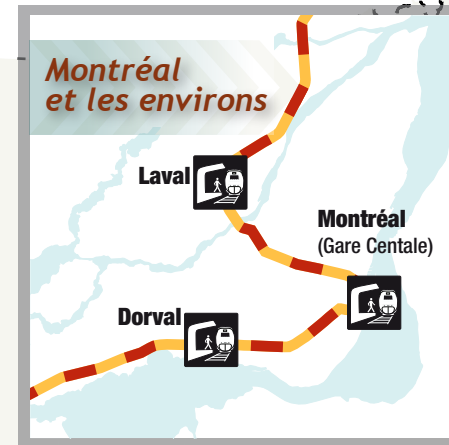 Montréal
et les environs
Laval
Montréal
(Gare Centale)
Dorval